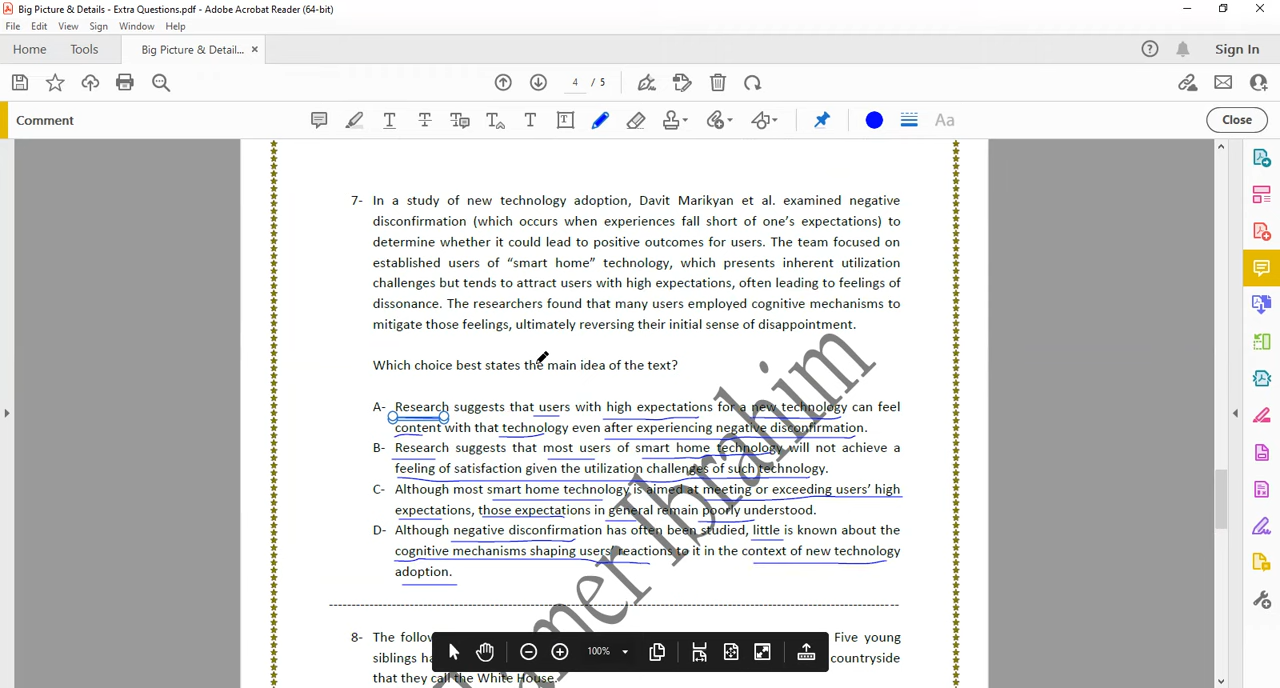 Big Picture & Details - Extra Questions.pdf - Adobe Acrobat Reader (64-bit)
File Edit View Sign Window Help
Home Tools Big Picture & Detail... × Sign In
4 / 5
Comment Aa Close
7- In a study of new technology adoption, Davit Marikyan et al. examined negative
disconfirmation (which occurs when experiences fall short of one's expectations) to
determine whether it could lead to positive outcomes for users. The team focused on
established users of "smart home" technology, which presents inherent utilization
challenges but tends to attract users with high expectations, often leading to feelings of
dissonance. The researchers found that many users employed cognitive mechanisms to
mitigate those feelings, ultimately reversing their initial sense of disappointment.
Which choice best states the main idea of the text?
A- Research suggests that users with high expectations for a new technology can feel
content with that technology even after experiencing negative disconfirmation.
B- Research suggests that most users of smart home technology will not achieve a
feeling of satisfaction given the utilization challenges of such technology.
C- Although most smart home technology is aimed at meeting or exceeding users' high
expectations, those expectations in general remain poorly understood.
D- Although negative disconfirmation has often been studied, little is known about the
cognitive mechanisms shaping users' reactions to it in the context of new technology
adoption.
Ibrahim
8- The Five young
siblings countryside
that they call the White House.
100%